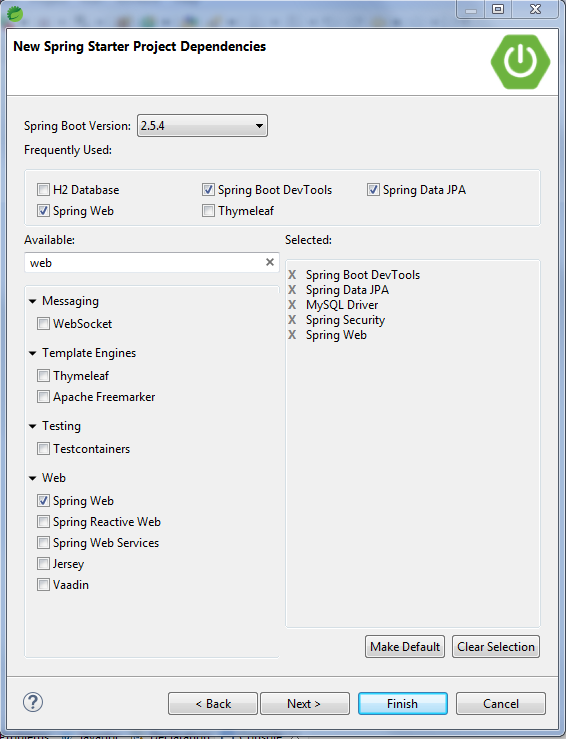 New Spring Starter Project Dependencies
Spring Boot Version: 2.5.4
Frequently Used:
H2 Database Spring Boot DevTools Spring Data JPA
Spring Web Thymeleaf
Available: Selected:
web
Spring Boot DevTools
Spring Data JPA
MySQL Driver
Spring Security
Spring Web
Messaging
WebSocket
Template Engines
Thymeleaf
Apache Freemarker
Testing
Testcontainers
Web
Spring Web
Spring Reactive Web
Spring Web Services
Jersey
Vaadin
Make Default Clear Selection
? < Back Next > Finish Cancel